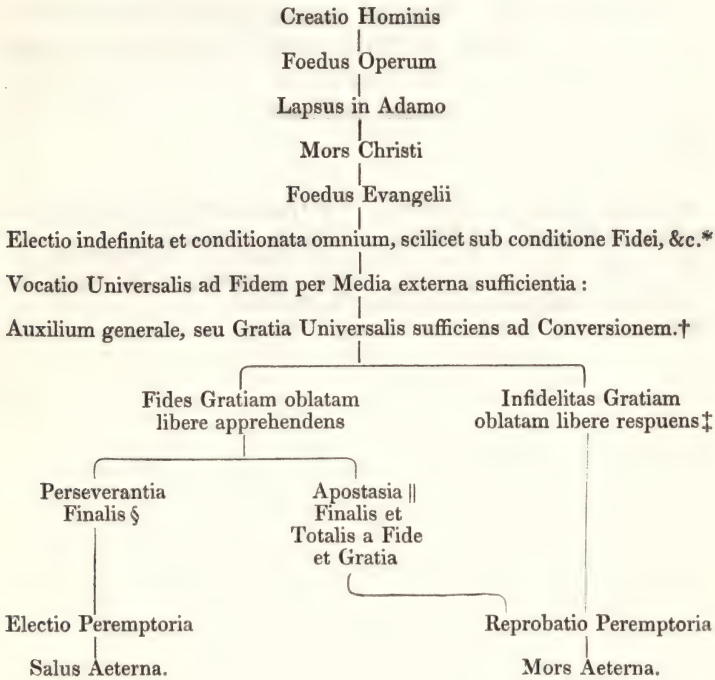 Creatio Hominis
Foedus Operum
Lapsus in Adamo
Mors Christi
Foedus Evangelii
Electio indefinita et conditionata omnium, scilicet sub conditione Fidei, &c.*
Vocatio Universalis ad Fidem per Media externa sufficientia :
Auxilium generale, seu Gratia Universalis sufficiens ad Conversionem.†
Fides Gratiam oblatam
libere apprehendens
Infidelitas Gratiam
oblatam libere respuens‡
Perseverantia
Finalis §
Apostasia ||
Finalis et
Totalis a Fide
et Gratia
Electio Peremptoria
Reprobatio Peremptoria
Salus Aeterna.
Mors Aeterna.